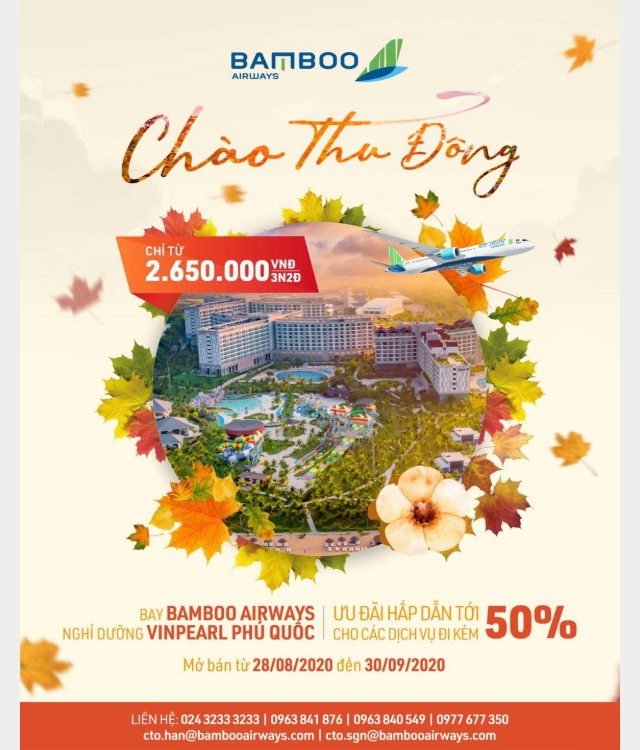 BAMBOO
AIRWAYS
Chào Thu Đông
CHỈ TỪ
2.650.000 VNĐ
3N2Đ
BAMBOO
BAY BAMBOO AIRWAYS
NGHỈ DƯỠNG VINPEARL PHÚ QUỐC
ƯU ĐÃI HẤP DẪN TỚI
CHO CÁC DỊCH VỤ ĐI KÈM
50%
Mở bán từ 28/08/2020 đến 30/09/2020
LIÊN HỆ: 024 3233 3233 | 0963 841 876 | 0963 840 549 | 0977 677 350
cto.han@bambooairways.com | cto.sgn@bambooairways.com